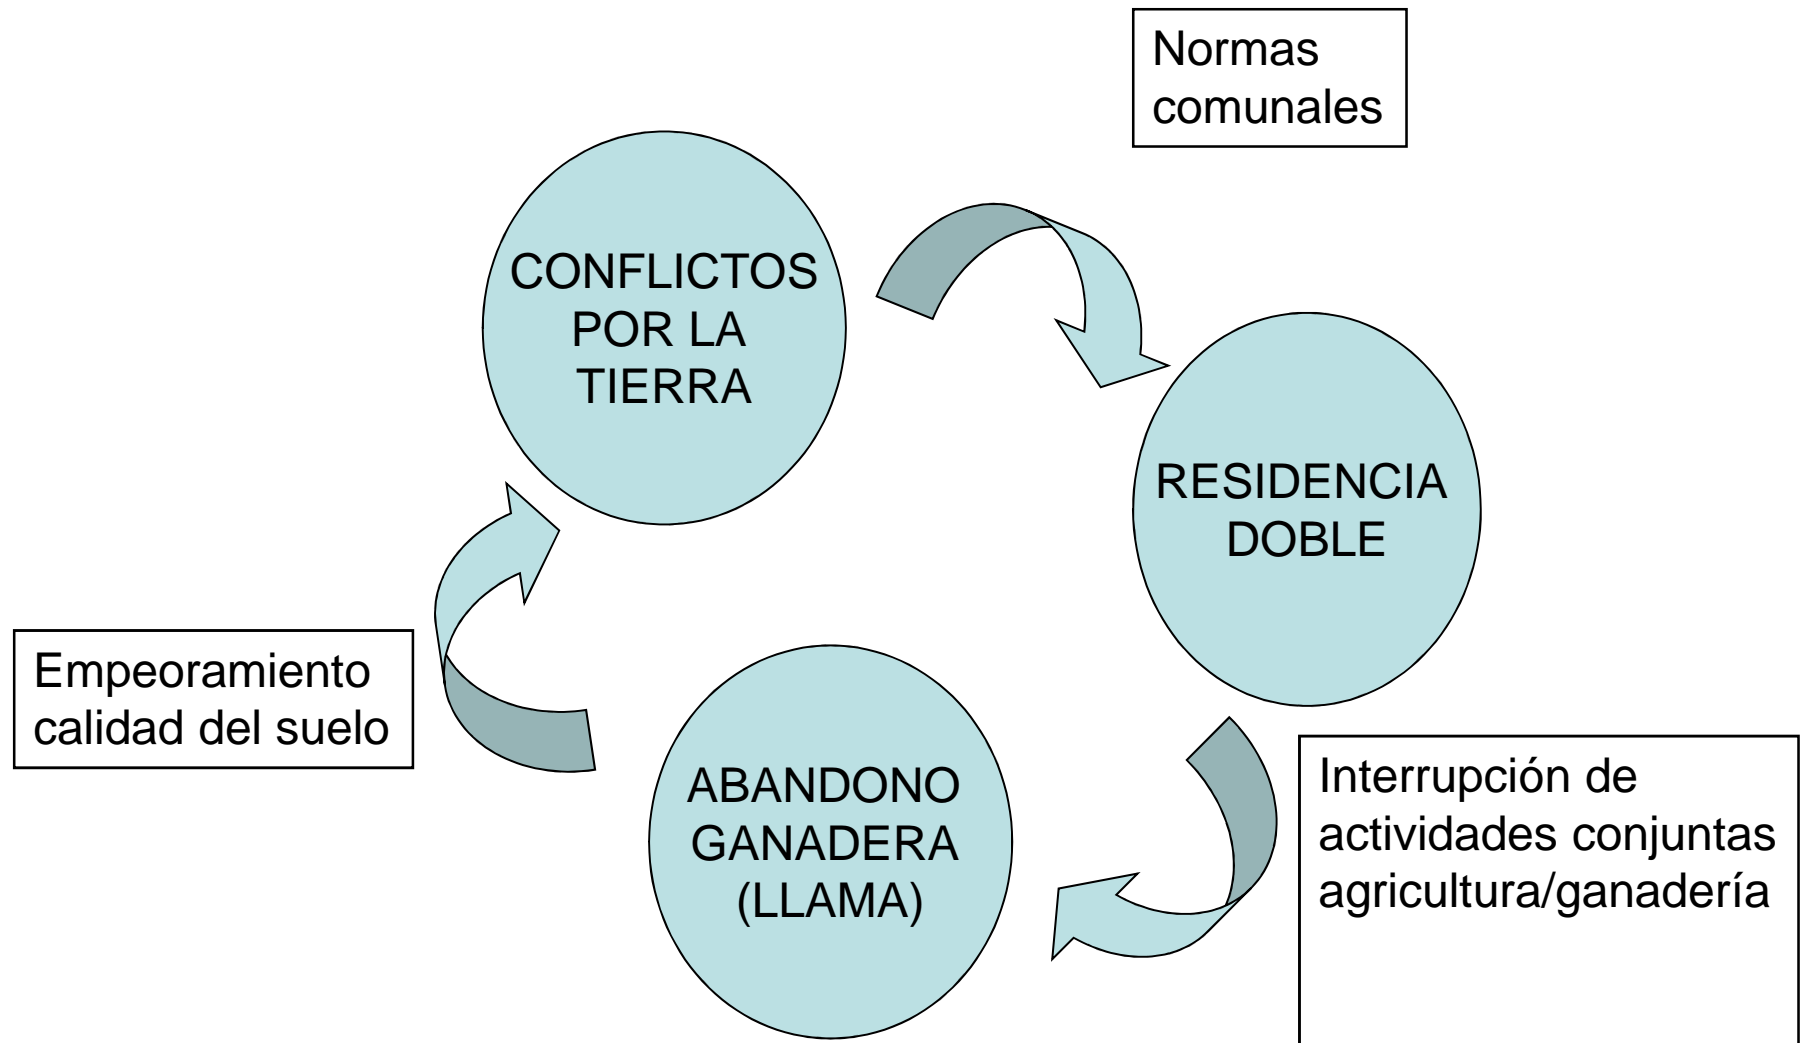 Normas
comunales
CONFLICTOS
POR LA
TIERRA
RESIDENCIA
DOBLE
Empeoramiento
calidad del suelo
ABANDONO
GANADERA
(LLAMA)
Interrupción de
actividades conjuntas
agricultura/ganadería